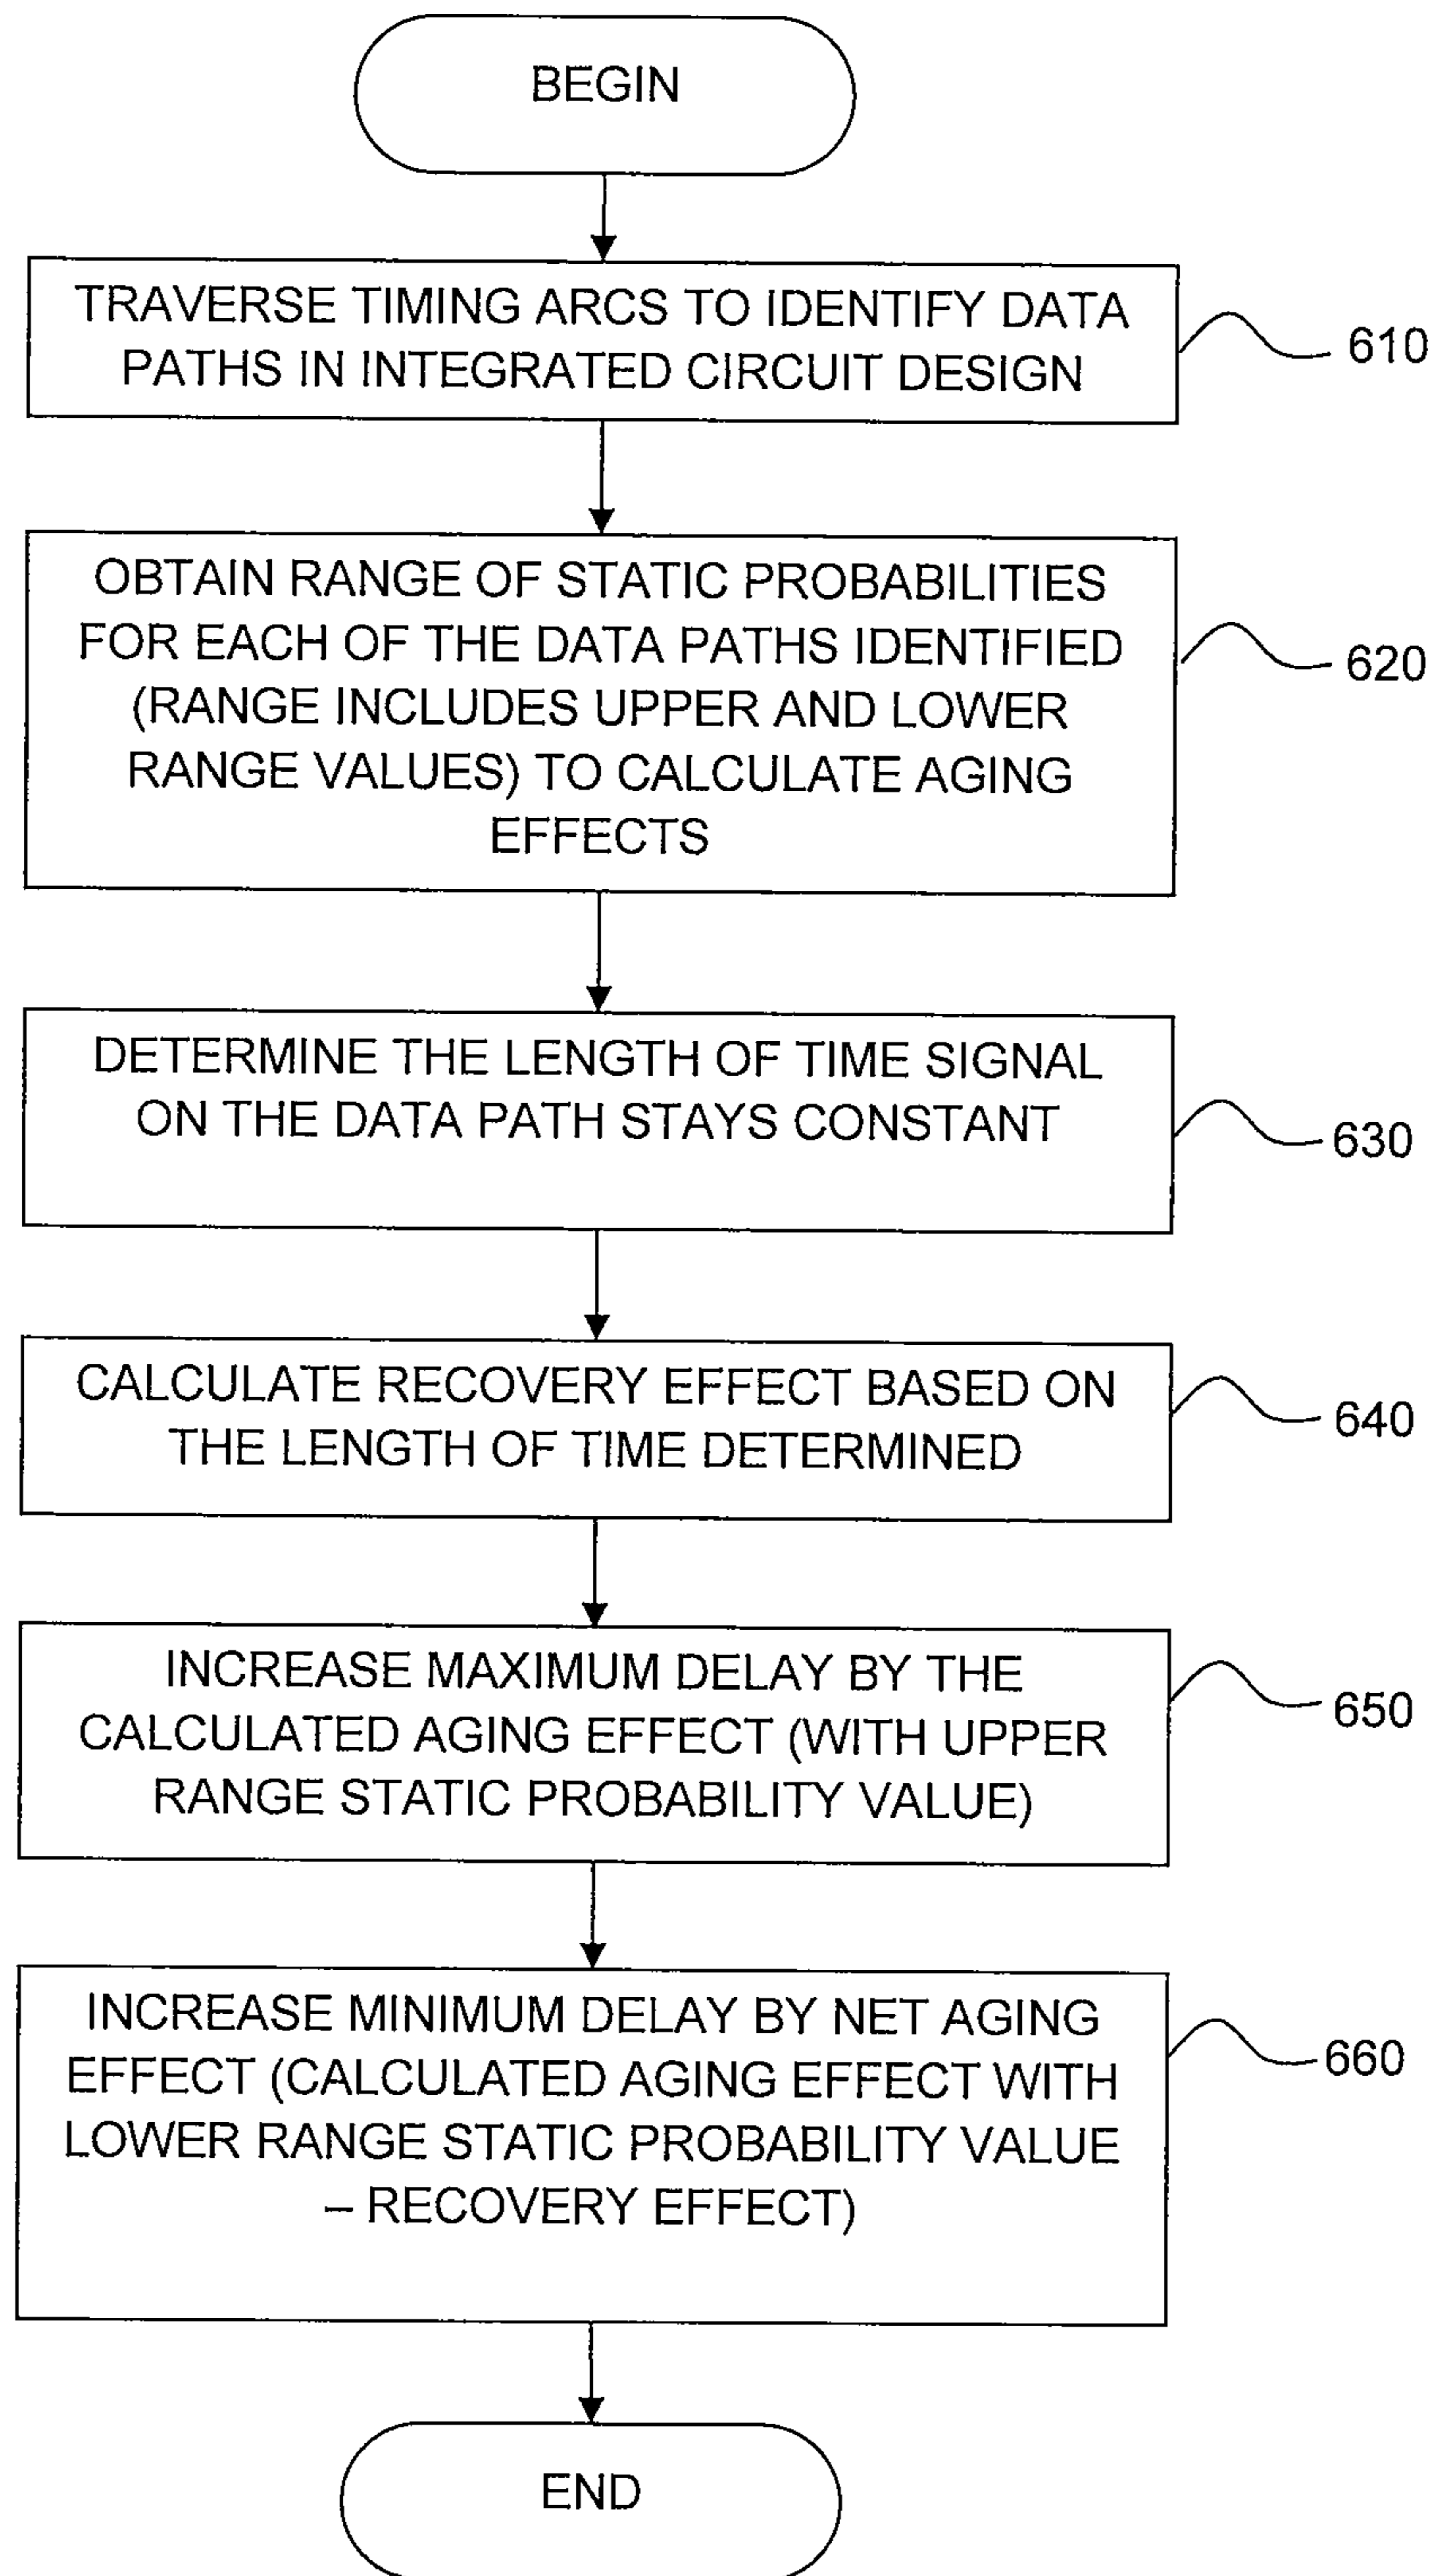 BEGIN
TRAVERSE TIMING ARCS TO IDENTIFY DATA
PATHS IN INTEGRATED CIRCUIT DESIGN
610
OBTAIN RANGE OF STATIC PROBABILITIES
FOR EACH OF THE DATA PATHS IDENTIFIED
(RANGE INCLUDES UPPER AND LOWER
RANGE VALUES) TO CALCULATE AGING
EFFECTS
620
DETERMINE THE LENGTH OF TIME SIGNAL
ON THE DATA PATH STAYS CONSTANT
630
CALCULATE RECOVERY EFFECT BASED ON
THE LENGTH OF TIME DETERMINED
640
INCREASE MAXIMUM DELAY BY THE
CALCULATED AGING EFFECT (WITH UPPER
RANGE STATIC PROBABILITY VALUE)
650
INCREASE MINIMUM DELAY BY NET AGING
EFFECT (CALCULATED AGING EFFECT WITH
LOWER RANGE STATIC PROBABILITY VALUE
– RECOVERY EFFECT)
660
END